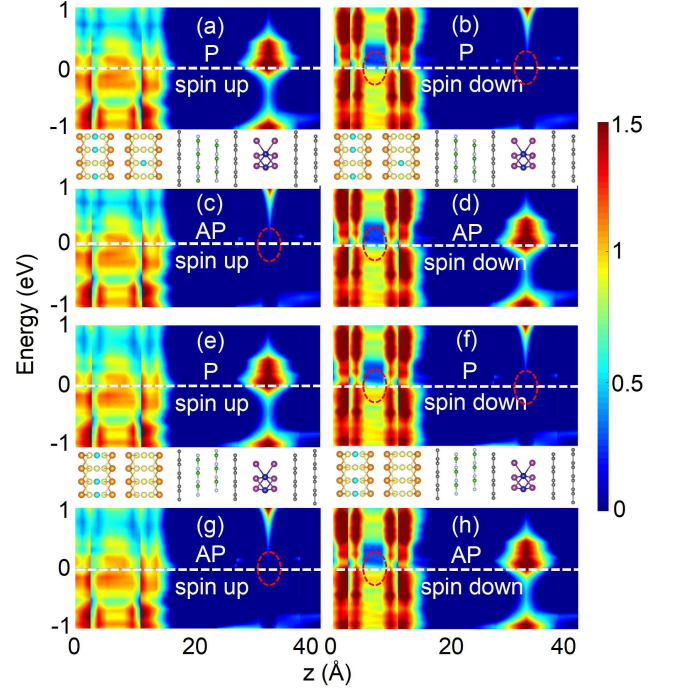 1 (a) (b) 1.5
P P
0
spin up spin down
-1
1 (c) (d)
AP AP
0 1
spin up spin down
-1
Energy (eV)
1 (e) (f)
P P 0.5
0
spin up spin down
-1
1 (g) (h) 0
AP AP
0
spin up spin down
-1
0 20 40 0 20 40
z (Å)